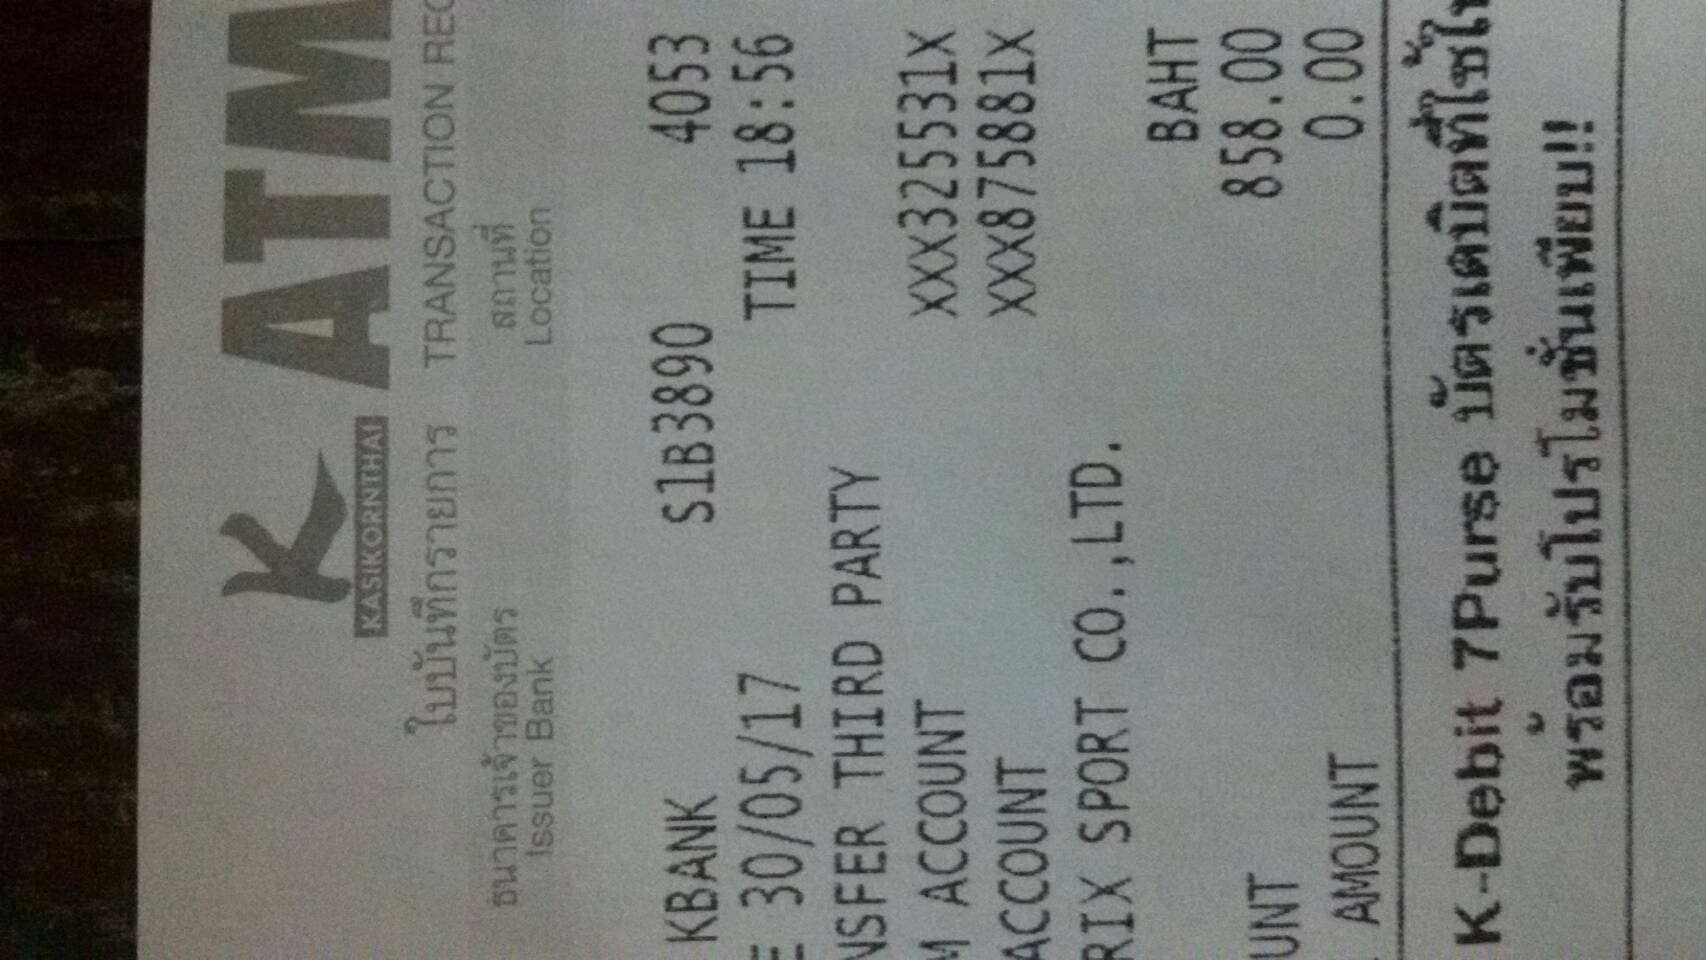 K ATM
KASIKORNTHAI
ใบบันทึกรายการ TRANSACTION REC
ธนาคารเจ้าของบัตร สถานที่
Issuer Bank Location
KBANK S1B3890 4053
E 30/05/17 TIME 18:56
NSFER THIRD PARTY
M ACCOUNT XXX325531X
ACCOUNT XXX875881X
RIX SPORT CO.,LTD.
BAHT
UNT 858.00
AMOUNT 0.00
K-Debit 7Purse บัตรเดบิตที่ใช้ให้
พร้อมรับโปรโมชั่นเพียบ!!